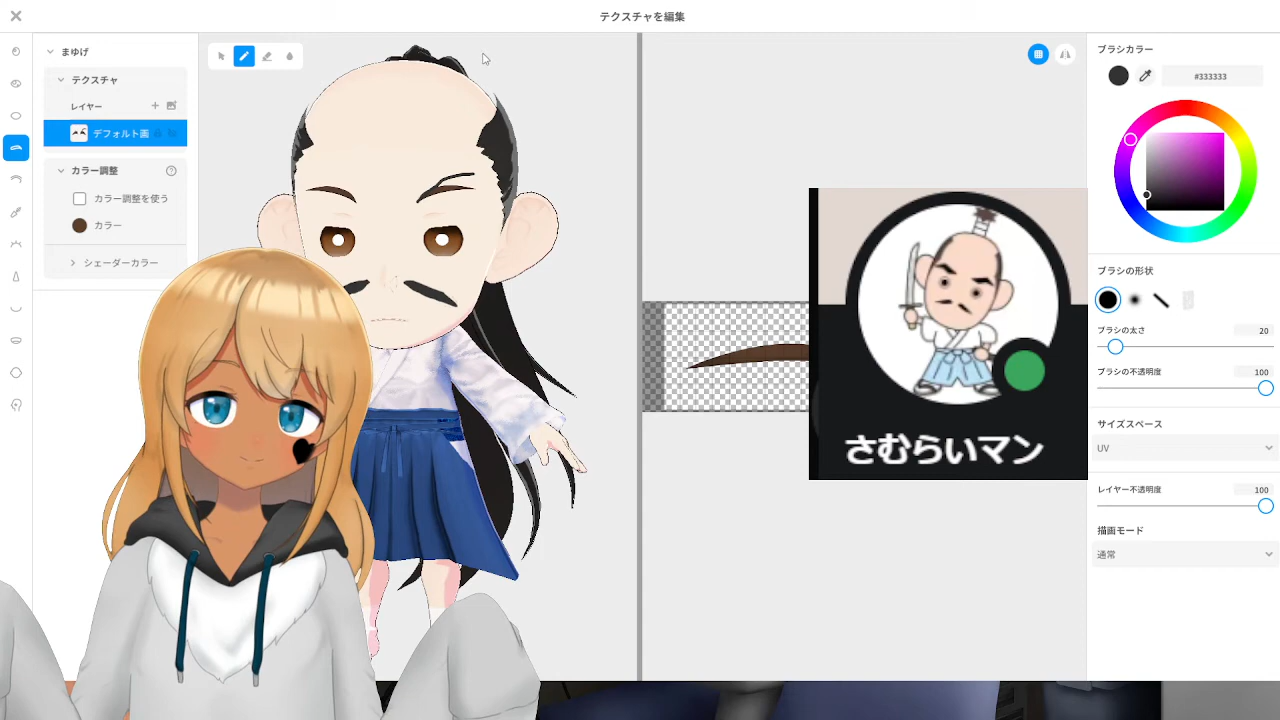 テクスチャを編集
まゆげ
テクスチャ
レイヤー
デフォルト画
カラー調整
カラー調整を使う
カラー
シェーダーカラー
さむらいマン
ブラシカラー
#333333
ブラシの形状
ブラシの太さ 20
ブラシの不透明度 100
サイズスペース
UV
レイヤー不透明度 100
描画モード
通常